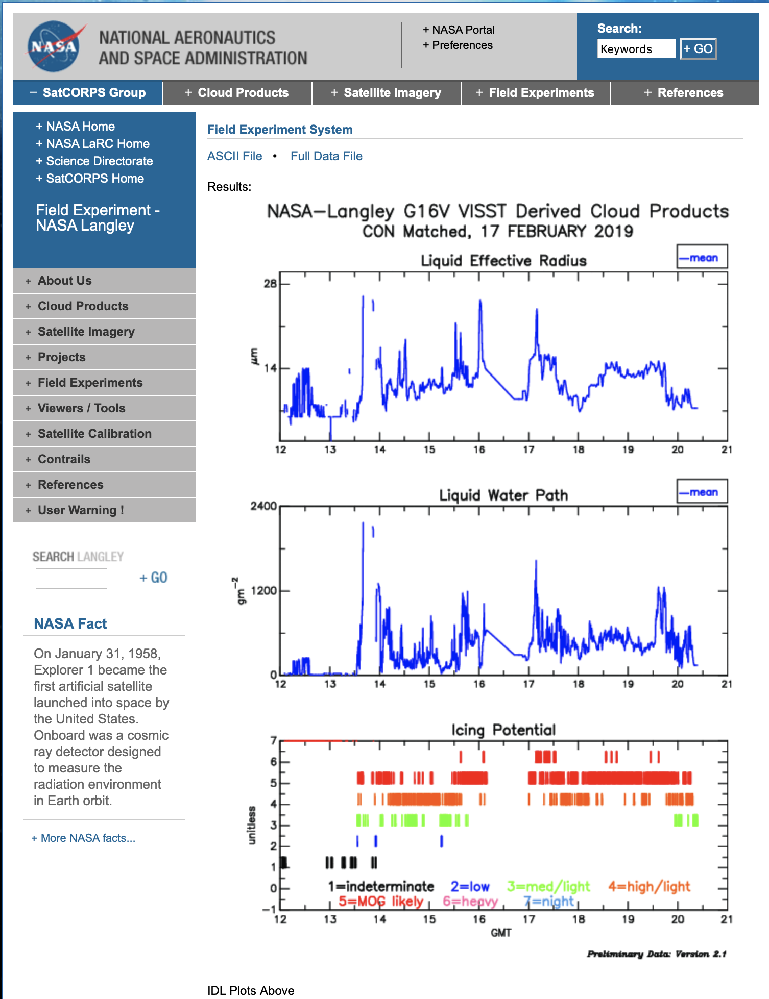 NASA
NATIONAL AERONAUTICS
AND SPACE ADMINISTRATION
+ NASA Portal
+ Preferences
Search:
Keywords
+ GO
− SatCORPS Group
+ Cloud Products
+ Satellite Imagery
+ Field Experiments
+ References
+ NASA Home
+ NASA LaRC Home
+ Science Directorate
+ SatCORPS Home
Field Experiment -
NASA Langley
+ About Us
+ Cloud Products
+ Satellite Imagery
+ Projects
+ Field Experiments
+ Viewers / Tools
+ Satellite Calibration
+ Contrails
+ References
+ User Warning !
SEARCH LANGLEY
+ GO
NASA Fact
On January 31, 1958,
Explorer 1 became the
first artificial satellite
launched into space by
the United States.
Onboard was a cosmic
ray detector designed
to measure the
radiation environment
in Earth orbit.
+ More NASA facts...
Field Experiment System
ASCII File • Full Data File
Results:
NASA−Langley G16V VISST Derived Cloud Products
CON Matched, 17 FEBRUARY 2019
Liquid Effective Radius
—mean
28
μm
14
12 13 14 15 16 17 18 19 20 21
Liquid Water Path
—mean
2400
gm−2
1200
0
12 13 14 15 16 17 18 19 20 21
Icing Potential
7
6
5
4
unitless
3
2
1
0
1=indeterminate 2=low 3=med/light 4=high/light
5=MOG likely 6=heavy 7=night
−1
12 13 14 15 16 17 18 19 20 21
GMT
Preliminary Data: Version 2.1
IDL Plots Above